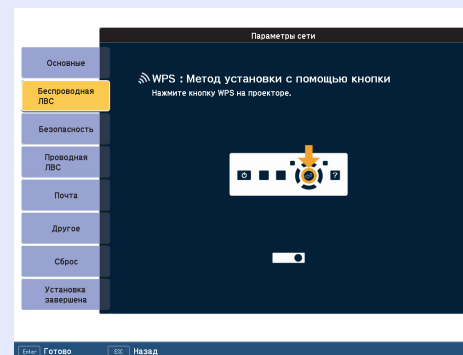 Параметры сети
Основные
WPS : Метод установки с помощью кнопки
Нажмите кнопку WPS на проекторе.
Беспроводная
ЛВС
Безопасность
Проводная
ЛВС
?
Почта
Другое
Сброс
Установка
завершена
Enter Готово
ESC Назад